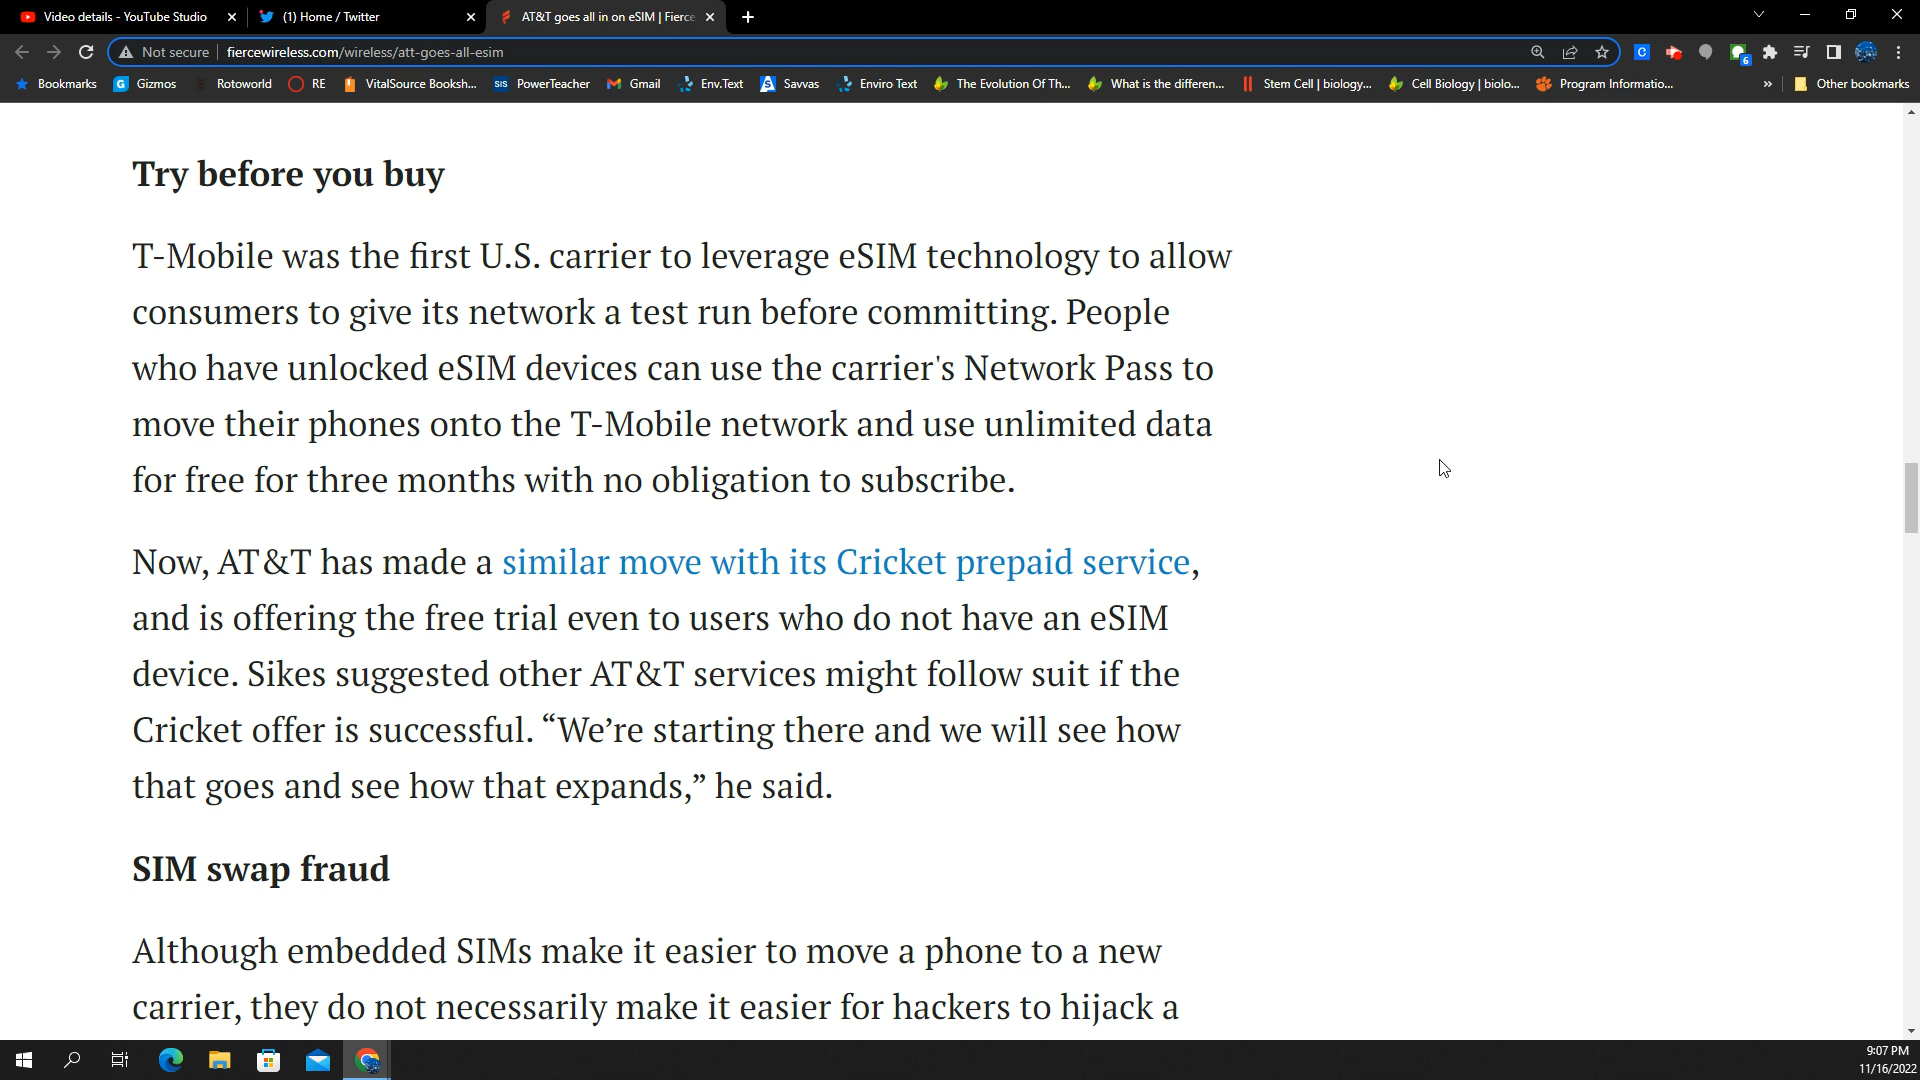 Video details - YouTube Studio
(1) Home / Twitter
AT&T goes all in on eSIM | Fierce
Not secure
fiercewireless.com/wireless/att-goes-all-esim
6
Bookmarks
Gizmos
Rotoworld
RE
VitalSource Booksh...
SIS PowerTeacher
Gmail
Env.Text
Savvas
Enviro Text
The Evolution Of Th...
What is the differen...
Stem Cell | biology...
Cell Biology | biolo...
Program Informatio...
»
Other bookmarks
Try before you buy
T-Mobile was the first U.S. carrier to leverage eSIM technology to allow
consumers to give its network a test run before committing. People
who have unlocked eSIM devices can use the carrier's Network Pass to
move their phones onto the T-Mobile network and use unlimited data
for free for three months with no obligation to subscribe.
Now, AT&T has made a similar move with its Cricket prepaid service,
and is offering the free trial even to users who do not have an eSIM
device. Sikes suggested other AT&T services might follow suit if the
Cricket offer is successful. “We’re starting there and we will see how
that goes and see how that expands,” he said.
SIM swap fraud
Although embedded SIMs make it easier to move a phone to a new
carrier, they do not necessarily make it easier for hackers to hijack a
9:07 PM
11/16/2022